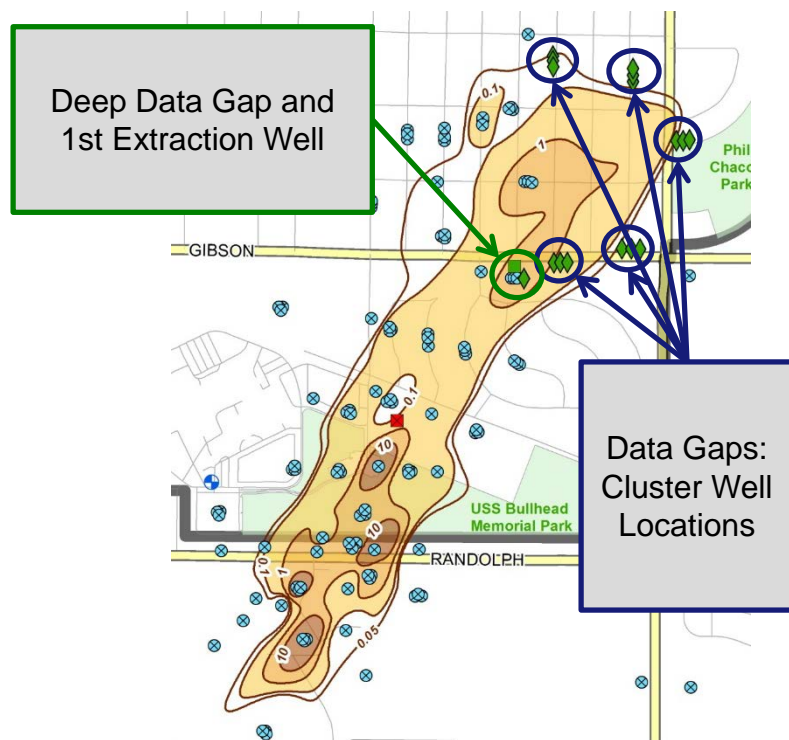 Deep Data Gap and
1st Extraction Well
0.1
1
Phil
Chaco
Park
GIBSON
0.1
10
Data Gaps:
Cluster Well
Locations
USS Bullhead
Memorial Park
10
RANDOLPH
0.1
1
0.05
10